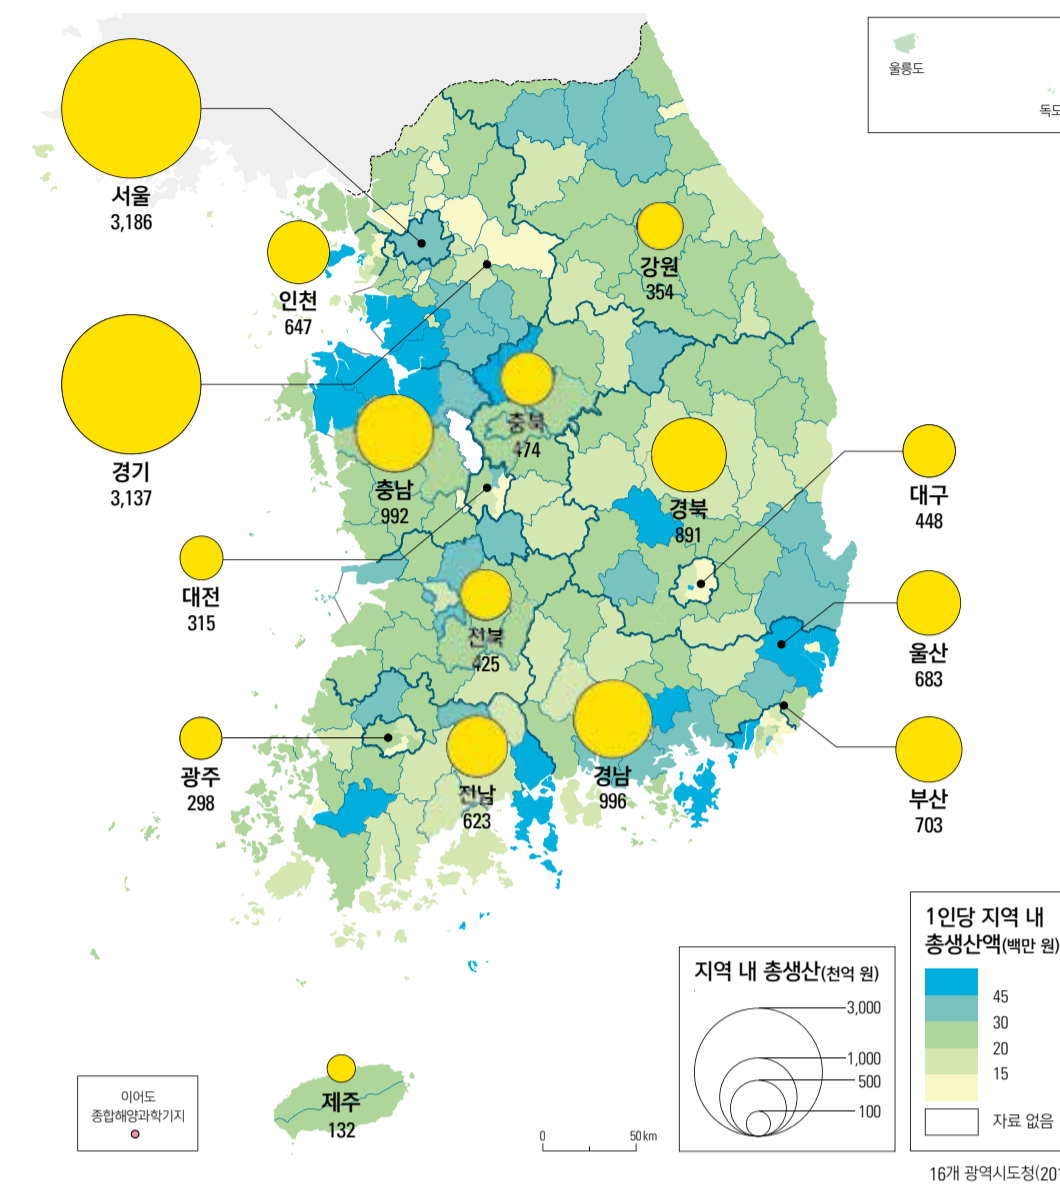 울릉도
독도
서울
3,186
인천
647
강원
354
경기
3,137
충북
474
충남
992
경북
891
대구
448
대전
315
전북
425
울산
683
광주
298
전남
623
경남
996
부산
703
제주
132
이어도
종합해양과학기지
0 50 km
지역 내 총생산(천억 원)
3,000
1,000
500
100
1인당 지역 내
총생산액(백만 원)
45
30
20
15
자료 없음
16개 광역시도청(201